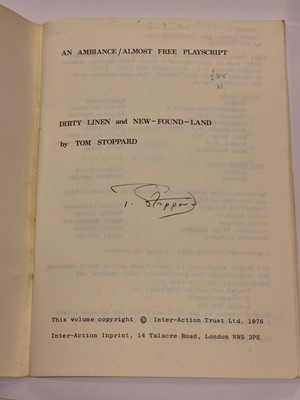 AN AMBIANCE/ALMOST FREE PLAYSCRIPT
DIRTY LINEN and NEW-FOUND-LAND
by TOM STOPPARD
T. Stoppard
This volume copyright © Inter-Action Trust Ltd. 1976
Inter-Action Inprint, 14 Talacre Road, London NW5 3PE